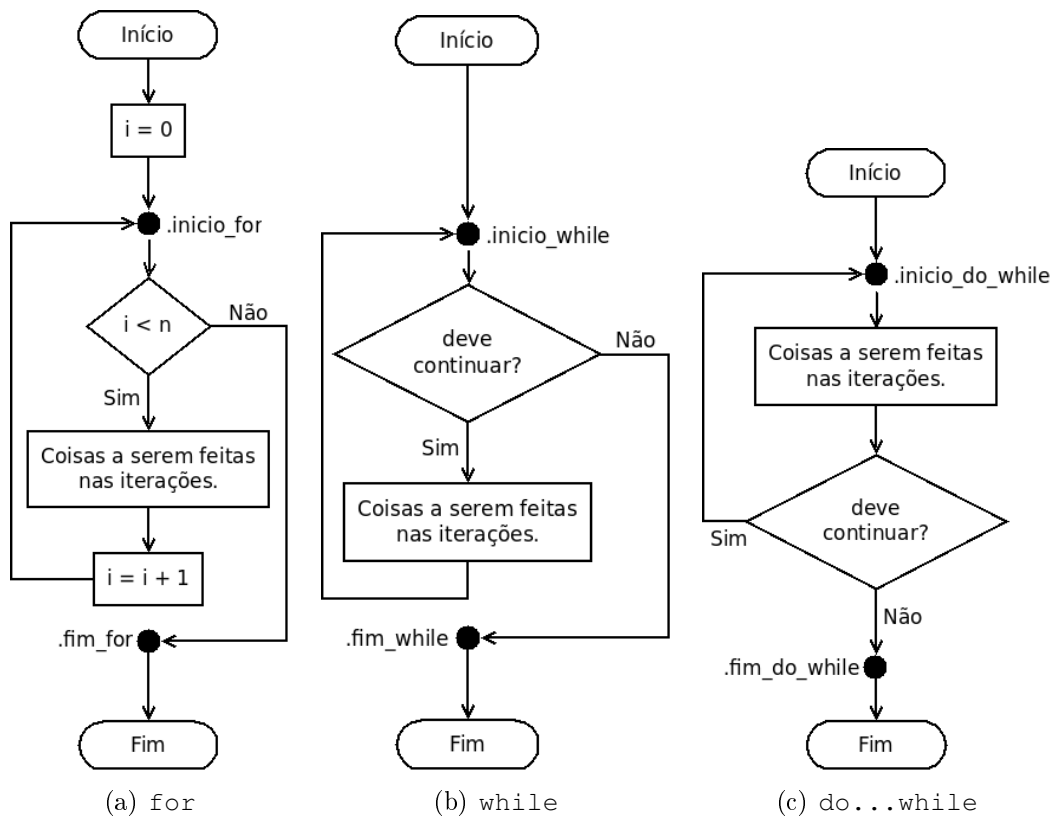 Início
i = 0
.inicio_for
i < n
Não
Sim
Coisas a serem feitas
nas iterações.
i = i + 1
.fim_for
Fim
(a) for
Início
.inicio_while
deve
continuar?
Não
Sim
Coisas a serem feitas
nas iterações.
.fim_while
Fim
(b) while
Início
.inicio_do_while
Coisas a serem feitas
nas iterações.
deve
continuar?
Sim
Não
.fim_do_while
Fim
(c) do...while